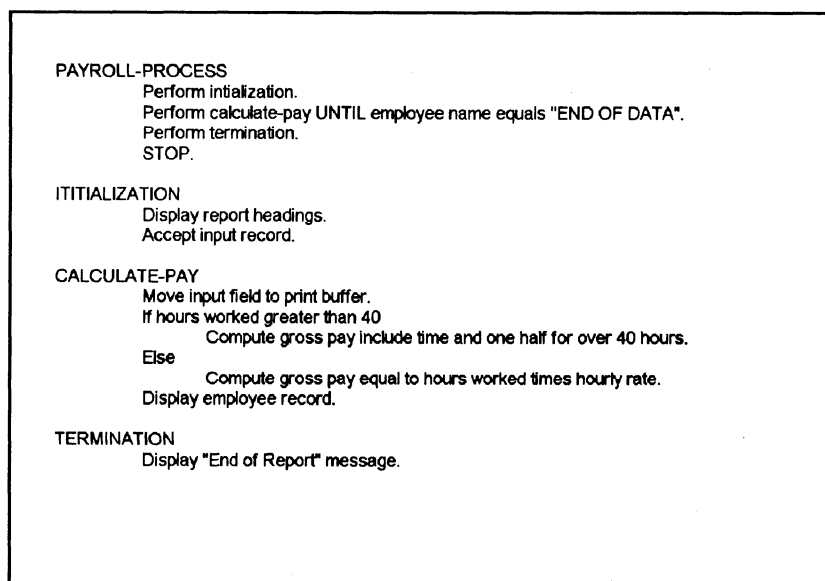 PAYROLL-PROCESS
Perform intialization.
Perform calculate-pay UNTIL employee name equals "END OF DATA".
Perform termination.
STOP.
ITITIALIZATION
Display report headings.
Accept input record.
CALCULATE-PAY
Move input field to print buffer.
If hours worked greater than 40
Compute gross pay include time and one half for over 40 hours.
Else
Compute gross pay equal to hours worked times hourly rate.
Display employee record.
TERMINATION
Display "End of Report" message.